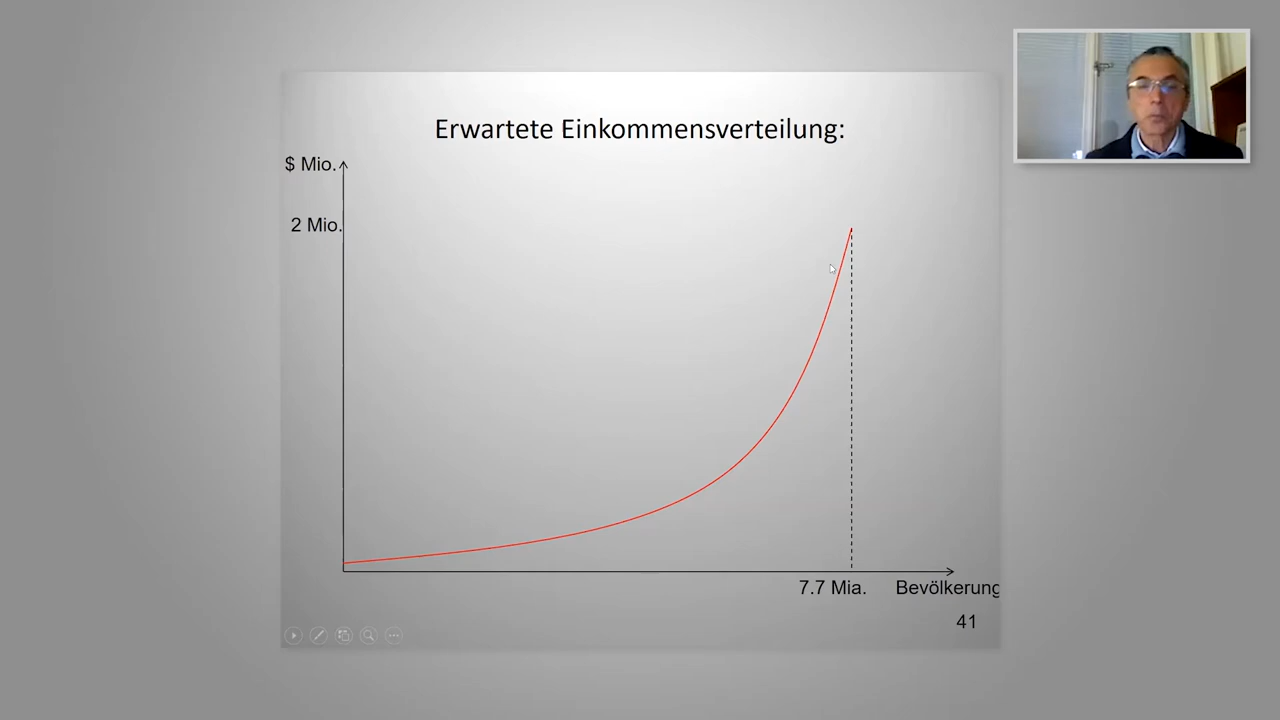 Erwartete Einkommensverteilung:
$ Mio.
2 Mio.
7.7 Mia.
Bevölkerung
41